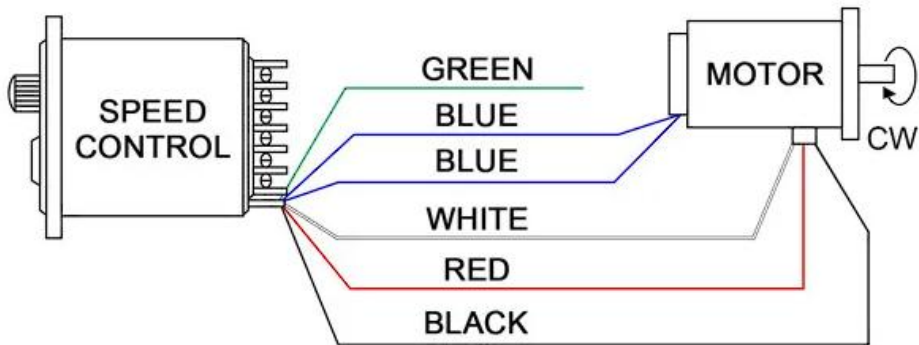 SPEED
CONTROL
GREEN
BLUE
BLUE
WHITE
RED
BLACK
MOTOR
CW